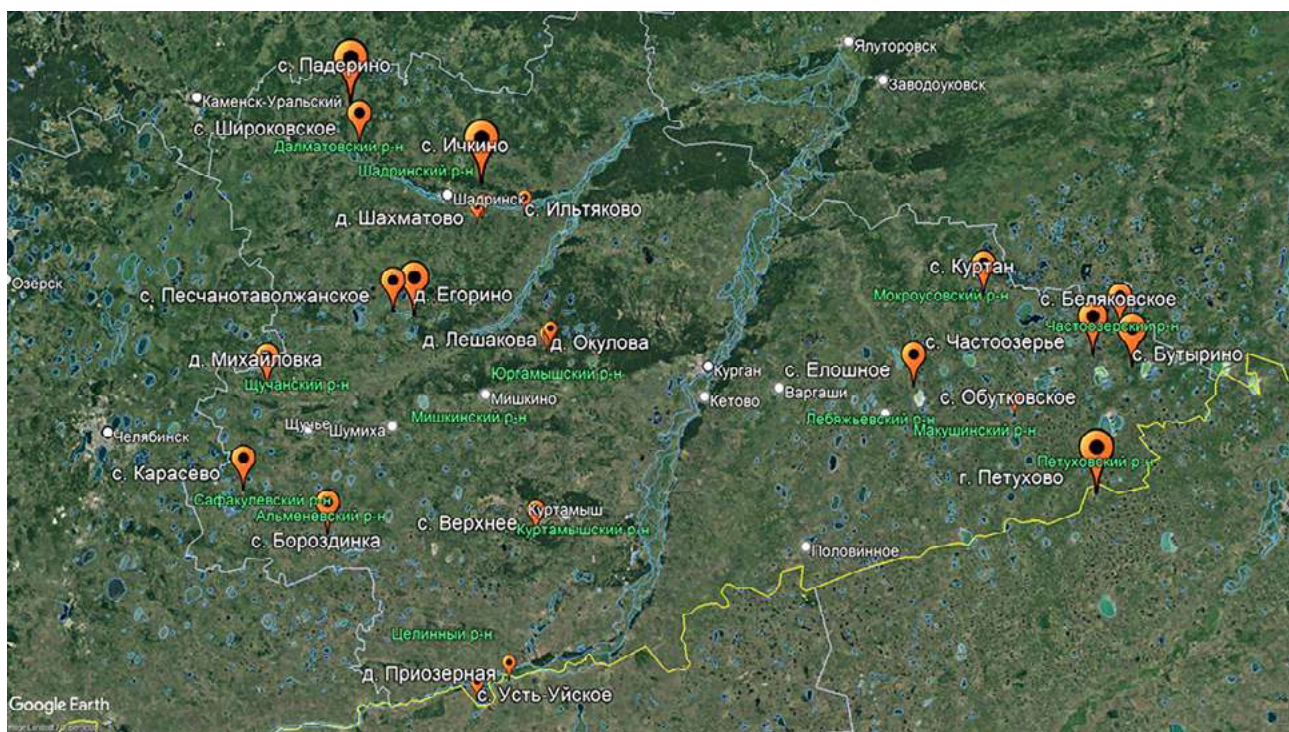 Ялуторовск
с. Падерино
Заводоуковск
Каменск-Уральский
с. Широковское
Далматовский р-н
с. Ичкино
Шадринский р-н
Шадринск
с. Ильтяково
д. Шахматово
с. Куртан
Озёрск
с. Песчанотаволжанское
д. Егорино
Мокроусовский р-н
с. Беляковское
Частоозерский р-н
д. Лешакова
д. Окулова
с. Частоозерье
с. Бутырино
д. Михайловка
Щучанский р-н
Юргамышский р-н
Курган
с. Елошное
Мишкино
Кетово
Варгаши
с. Обутковское
Мишкинский р-н
Лебяжьевский р-н
Макушинский р-н
Челябинск
Щучье
Шумиха
Петуховский р-н
с. Карасёво
г. Петухово
Сафакулевский р-н
Альменевский р-н
Куртамыш
с. Верхнее
Куртамышский р-н
с. Бороздинка
Половинное
Целинный р-н
д. Приозерная
с. Усть-Уйское
Google Earth